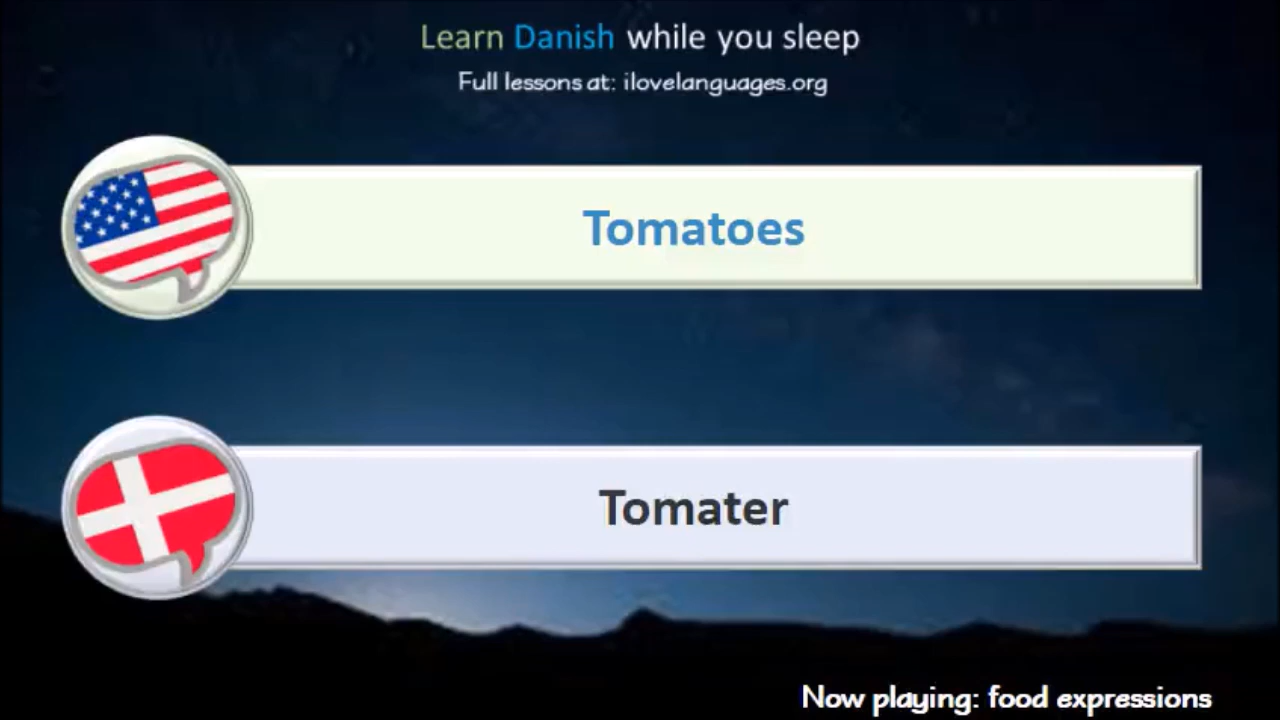 Learn Danish while you sleep
Full lessons at: ilovelanguages.org
Tomatoes
Tomater
Now playing: food expressions